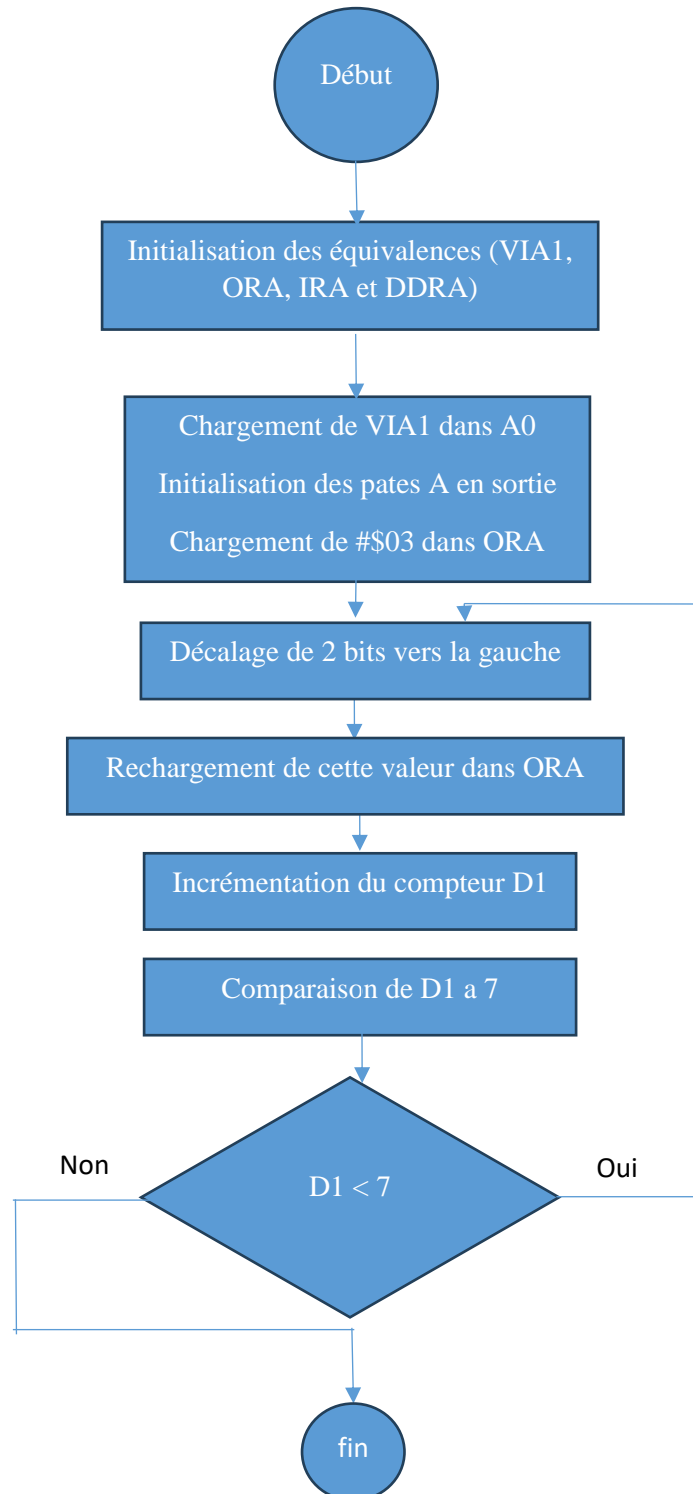 Début
Initialisation des équivalences (VIA1,
ORA, IRA et DDRA)
Chargement de VIA1 dans A0
Initialisation des pates A en sortie
Chargement de #$03 dans ORA
Décalage de 2 bits vers la gauche
Rechargement de cette valeur dans ORA
Incrémentation du compteur D1
Comparaison de D1 a 7
Non
D1 < 7
Oui
fin